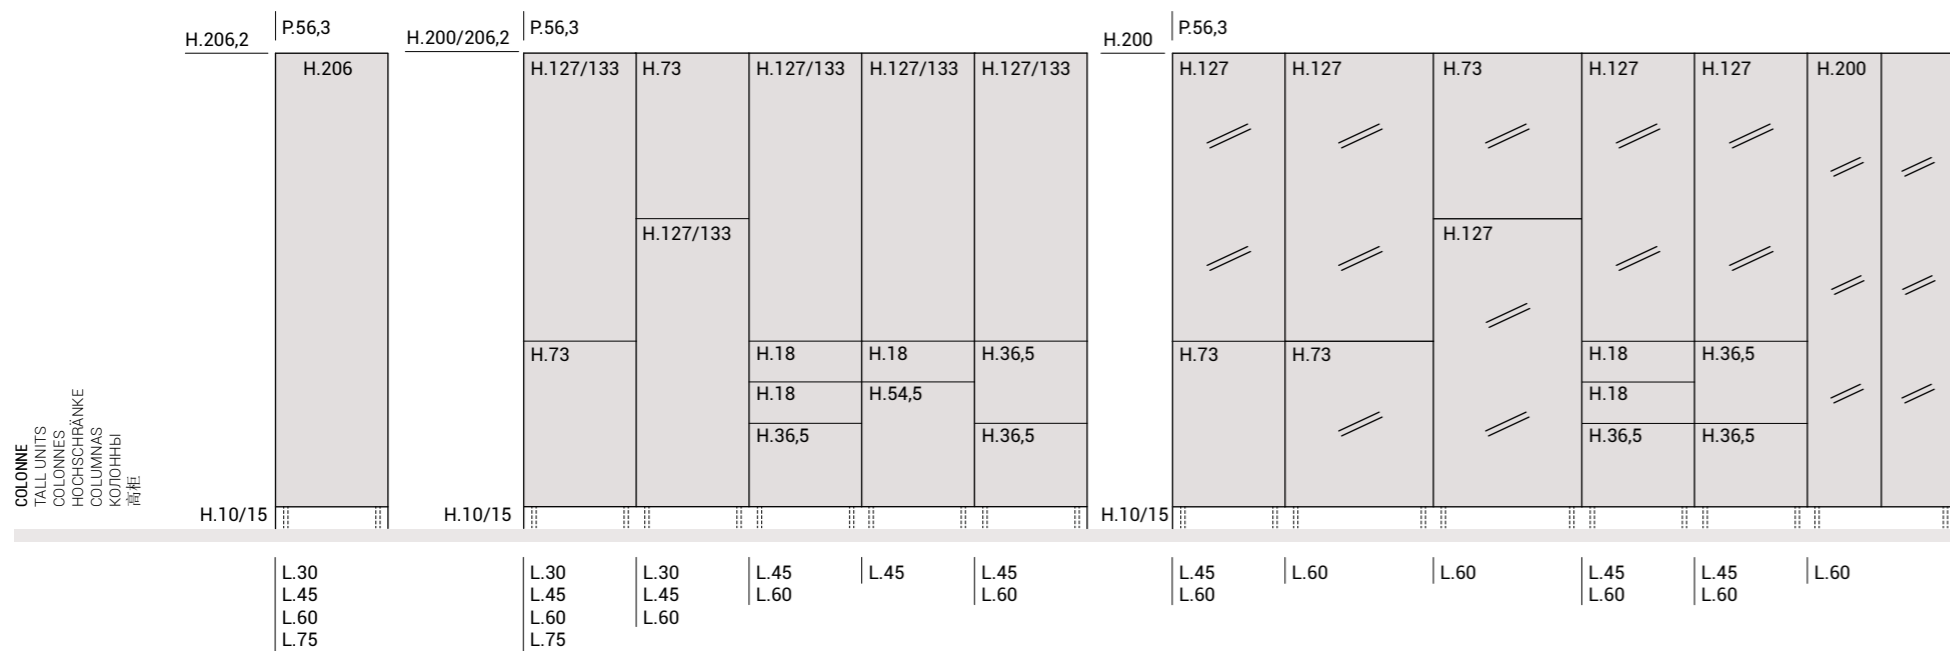 COLONNE
TALL UNITS
COLONNES
HOCHSCHRÄNKE
COLUMNAS
КОЛОННЫ
高柜
H.206,2
P.56,3
H.206
H.10/15
L.30
L.45
L.60
L.75
H.200/206,2
P.56,3
H.127/133
H.73
H.127/133
H.127/133
H.127/133
H.127/133
H.73
H.18
H.18
H.36,5
H.18
H.54,5
H.36,5
H.36,5
H.10/15
L.30
L.45
L.60
L.75
L.30
L.45
L.60
L.45
L.60
L.45
L.45
L.60
H.200
P.56,3
H.127
H.127
H.73
H.127
H.127
H.200
H.127
H.73
H.73
H.18
H.36,5
H.18
H.36,5
H.36,5
H.10/15
L.45
L.60
L.60
L.60
L.45
L.60
L.45
L.60
L.60